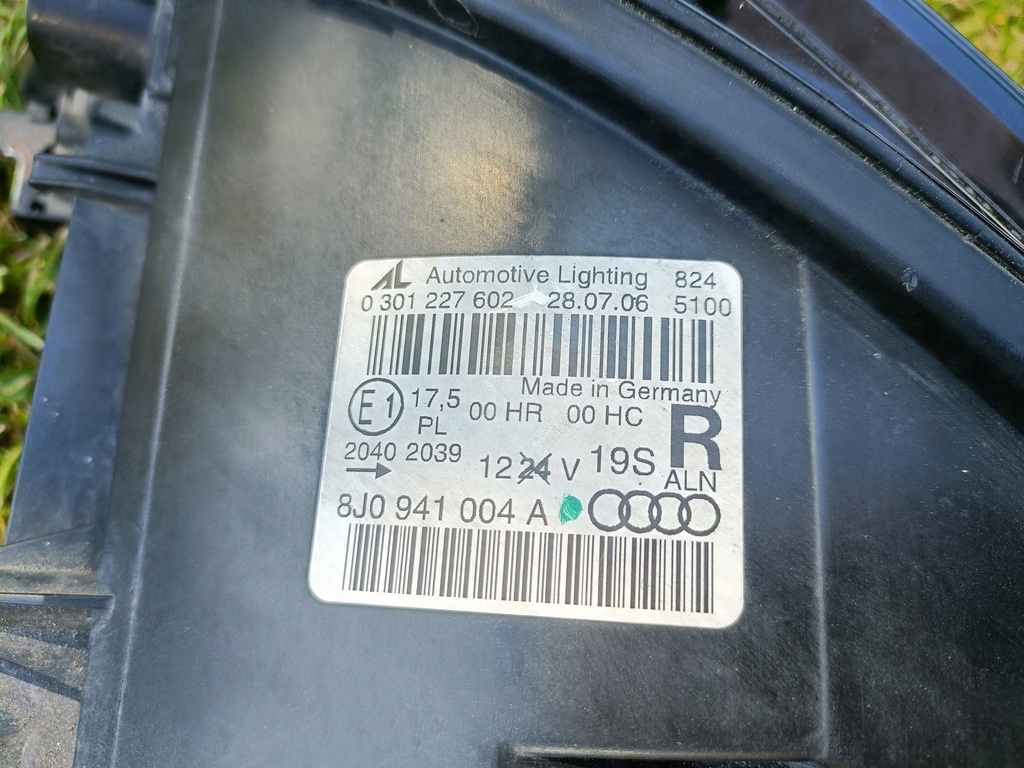 AL Automotive Lighting 824
0 301 227 602 28.07.06 5100
Made in Germany
E1 17,5 00 HR 00 HC R
PL
2040 2039 12 24 V 19S
ALN
8J0 941 004 A